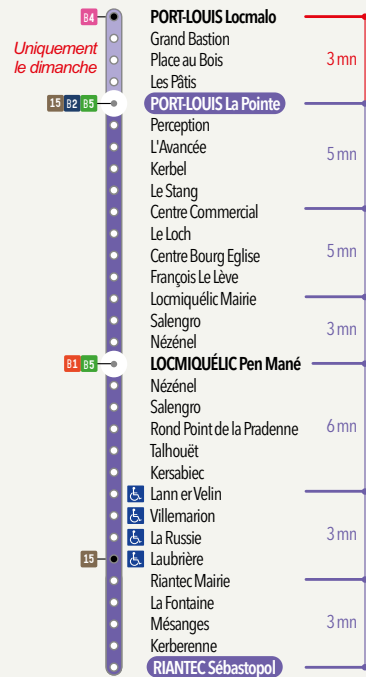 B4 PORT-LOUIS Locmalo
Grand Bastion
Uniquement
le dimanche
Place au Bois 3 mn
Les Pâtis
15 B2 B5 PORT-LOUIS La Pointe
Perception
L'Avancée
5 mn
Kerbel
Le Stang
Centre Commercial
Le Loch
Centre Bourg Eglise 5 mn
François Le Lève
Locmiquélic Mairie
Salengro 3 mn
Nézénel
B1 B5 LOCMIQUÉLIC Pen Mané
Nézénel
Salengro
Rond Point de la Pradenne 6 mn
Talhouët
Kersabiec
Lann er Velin
Villemarion
La Russie 3 mn
15 Laubrière
Riantec Mairie
La Fontaine
Mésanges 3 mn
Kerberenne
RIANTEC Sébastopol